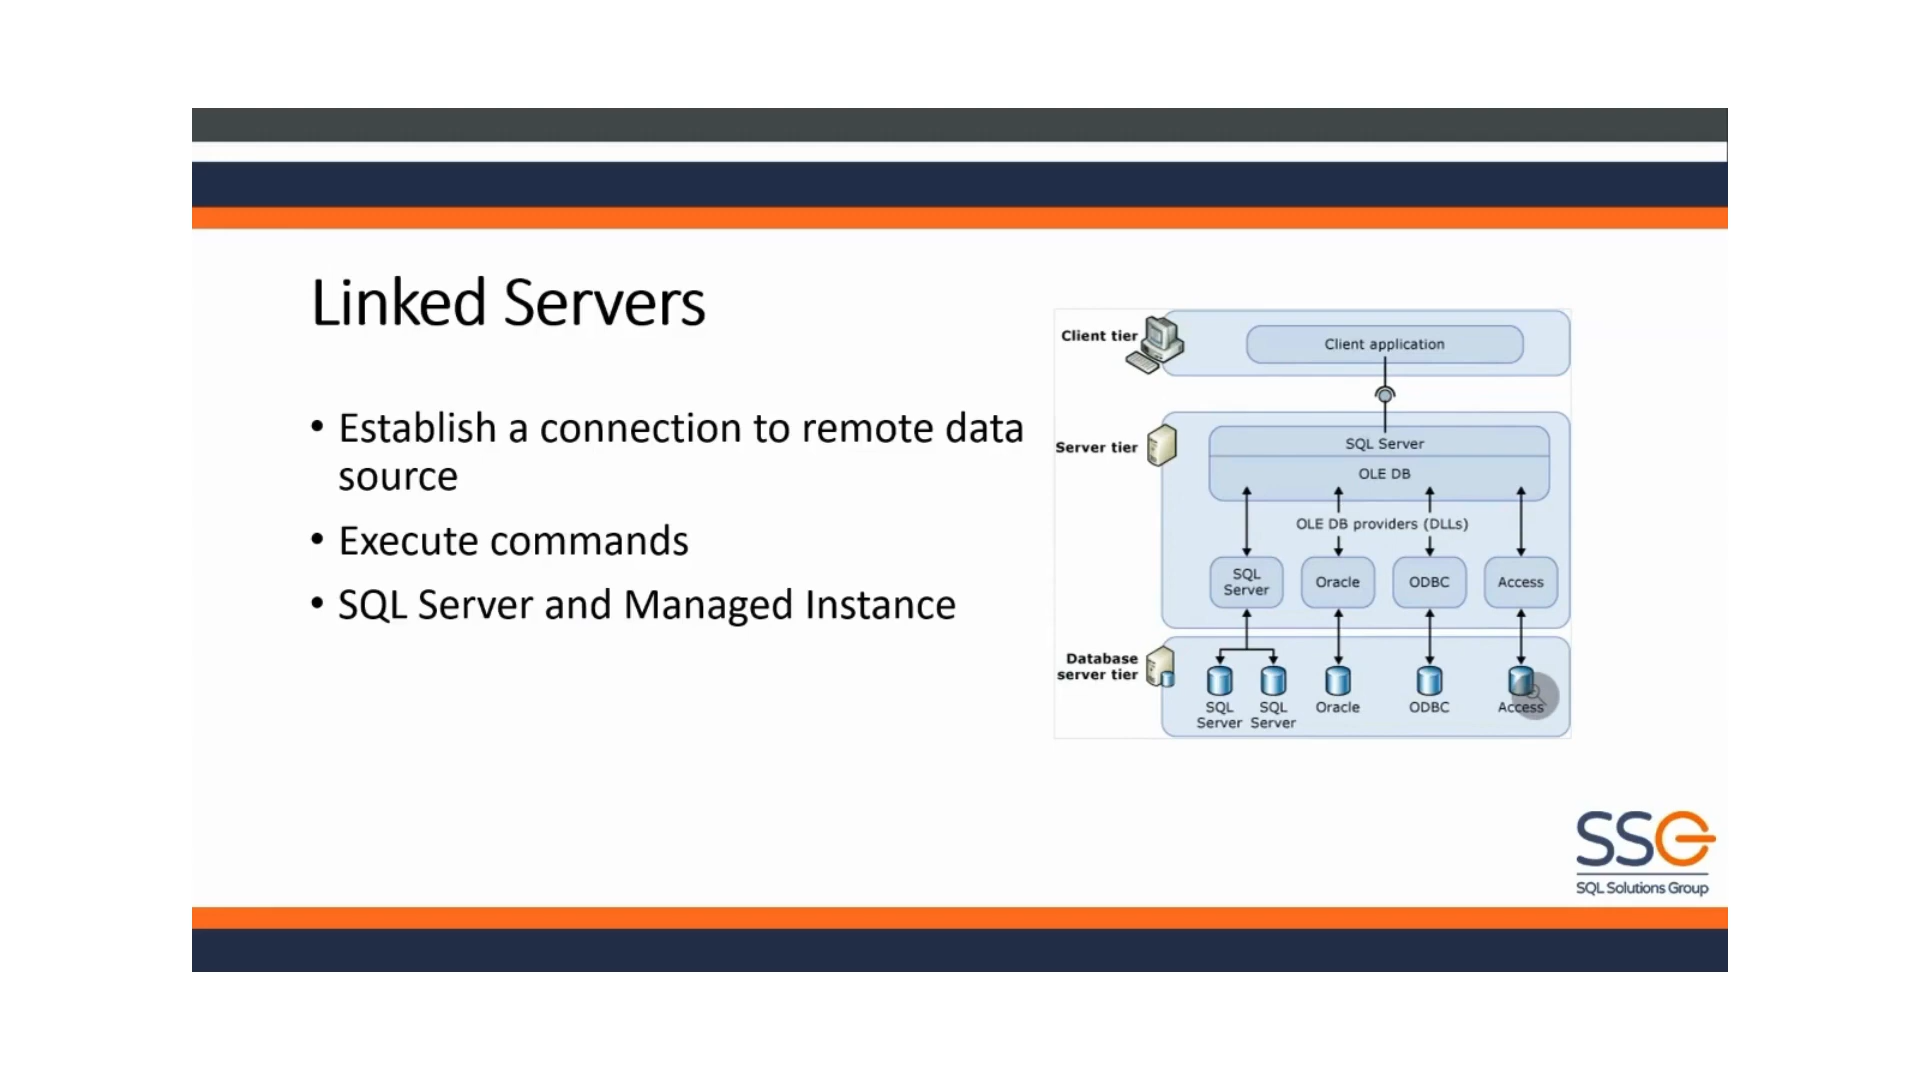 Linked Servers
• Establish a connection to remote data
source
• Execute commands
• SQL Server and Managed Instance
Client tier
Client application
Server tier
SQL Server
OLE DB
OLE DB providers (DLLs)
SQL
Server
Oracle
ODBC
Access
Database
server tier
SQL
Server
SQL
Server
Oracle
ODBC
Access
SSG
SQL Solutions Group